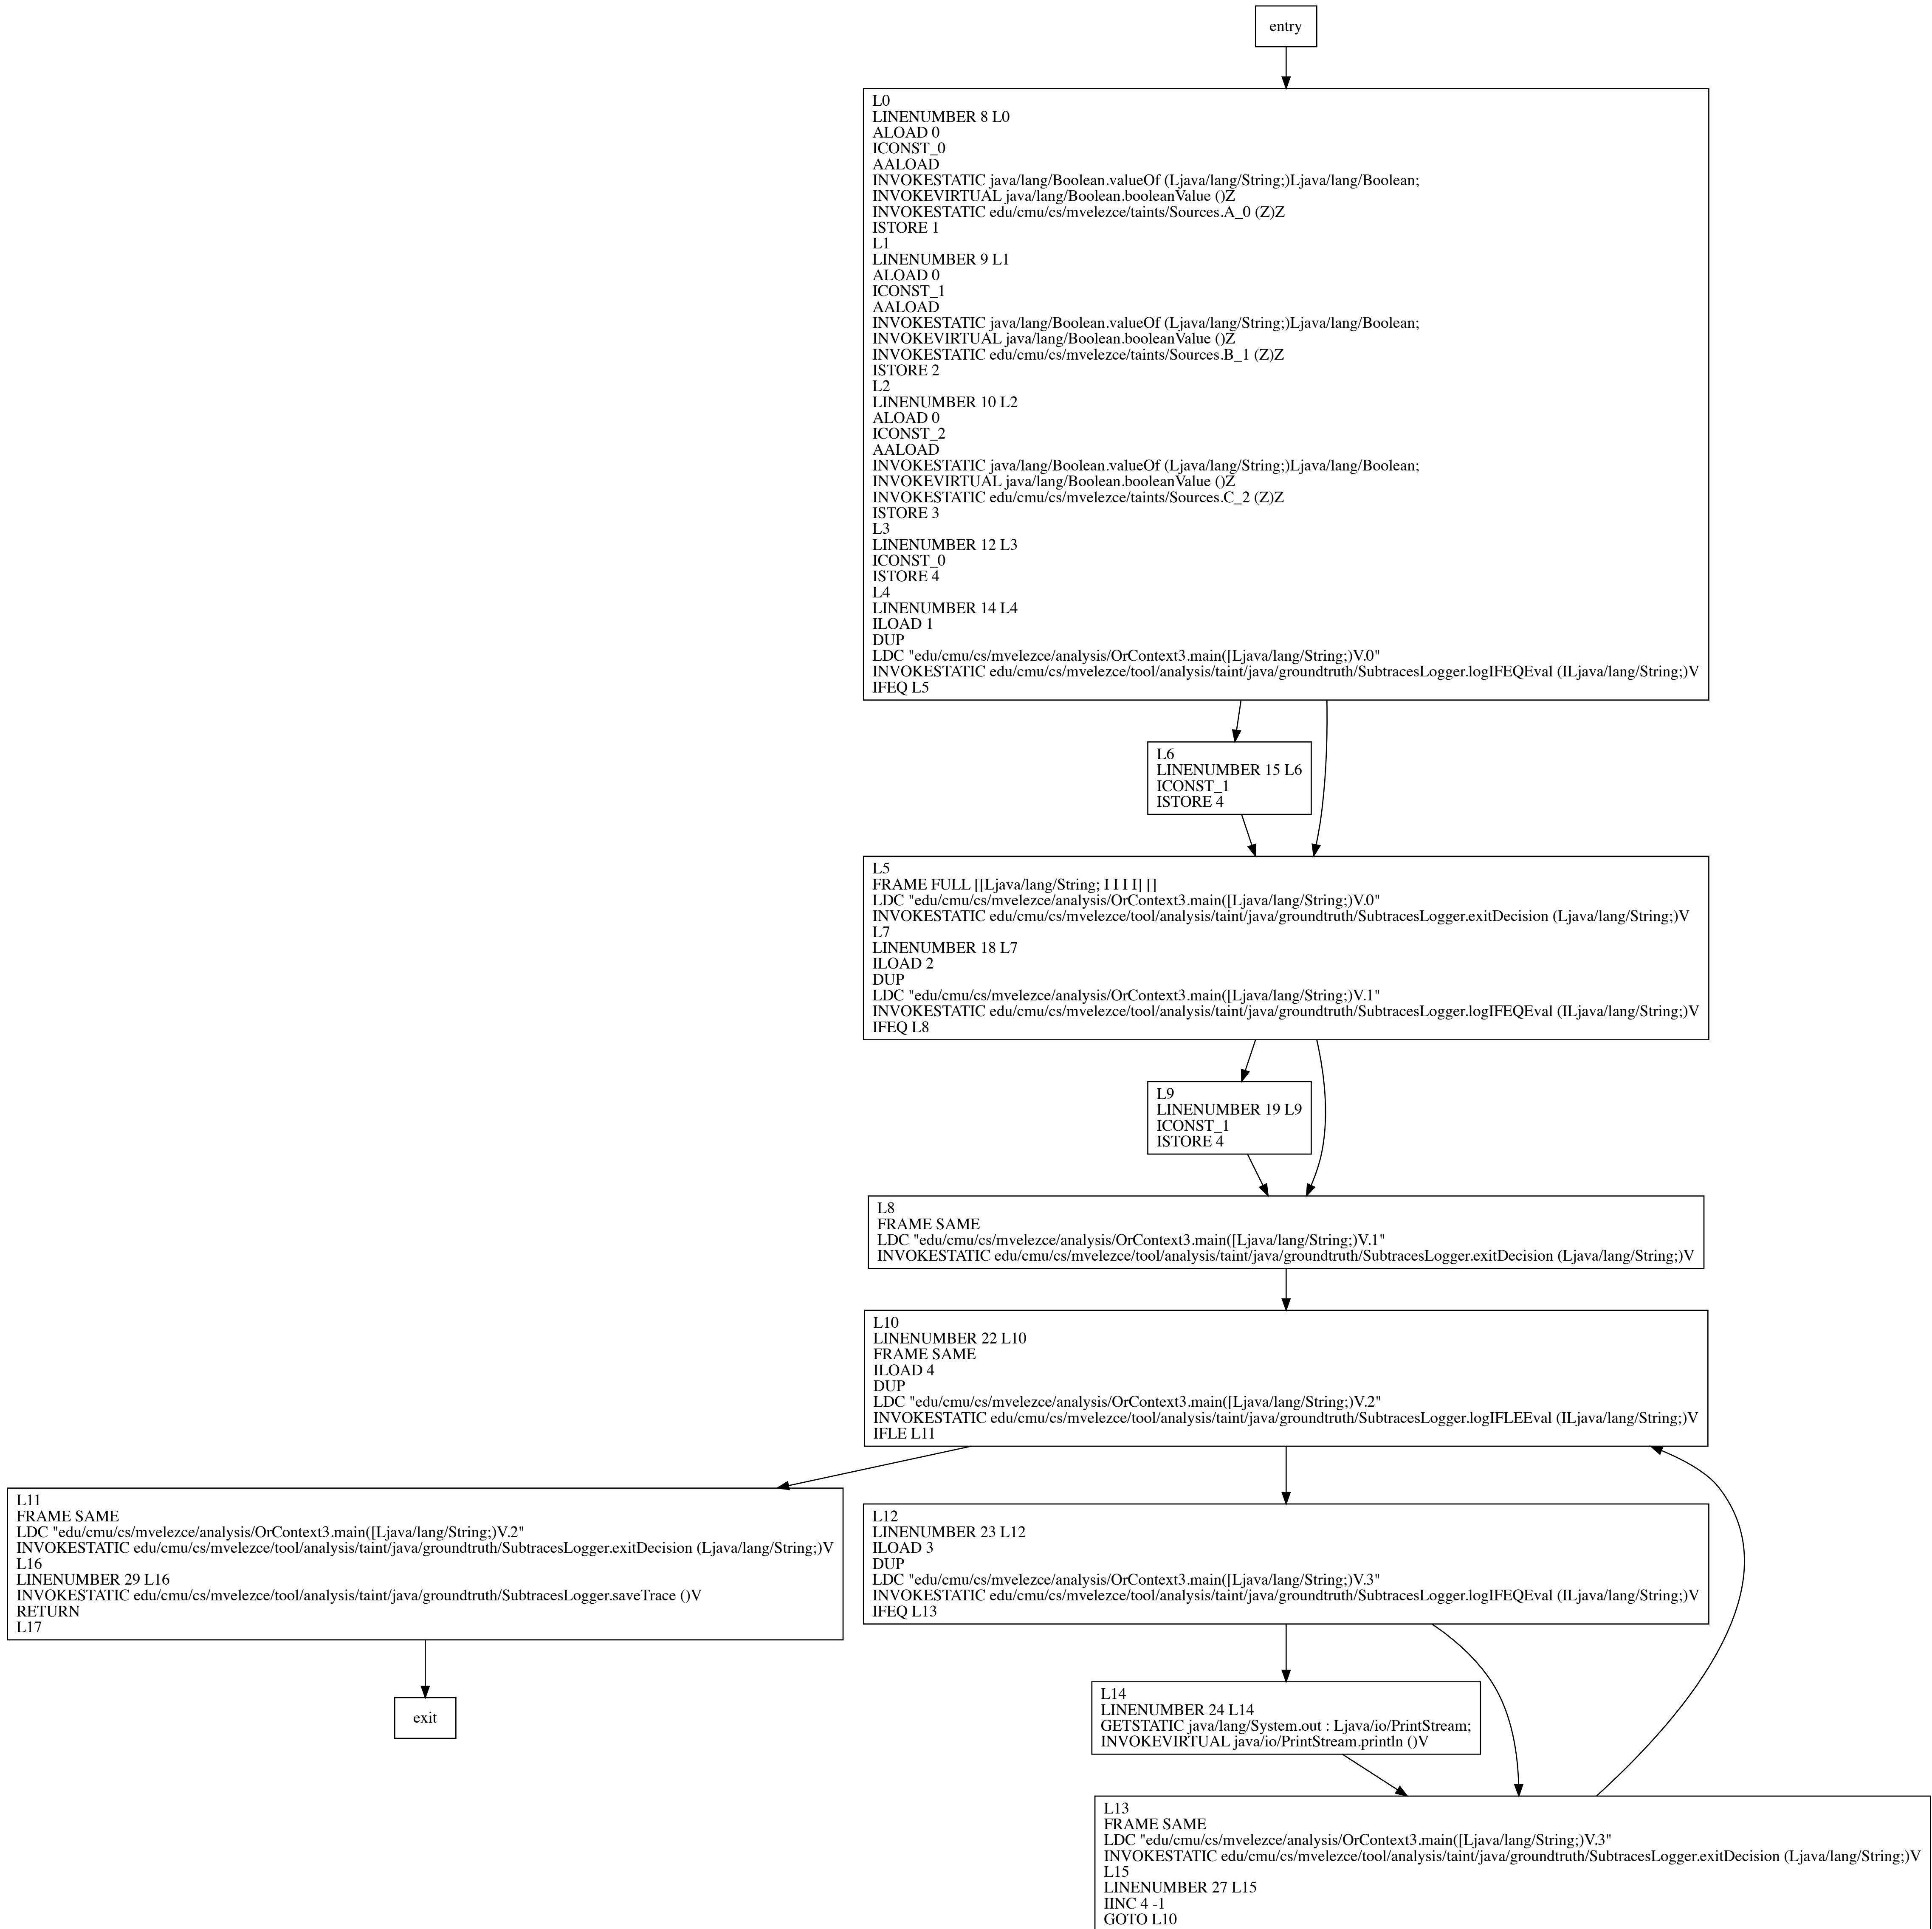 entry
L0
LINENUMBER 8 L0
ALOAD 0
ICONST_0
AALOAD
INVOKESTATIC java/lang/Boolean.valueOf (Ljava/lang/String;)Ljava/lang/Boolean;
INVOKEVIRTUAL java/lang/Boolean.booleanValue ()Z
INVOKESTATIC edu/cmu/cs/mvelezce/taints/Sources.A_0 (Z)Z
ISTORE 1
L1
LINENUMBER 9 L1
ALOAD 0
ICONST_1
AALOAD
INVOKESTATIC java/lang/Boolean.valueOf (Ljava/lang/String;)Ljava/lang/Boolean;
INVOKEVIRTUAL java/lang/Boolean.booleanValue ()Z
INVOKESTATIC edu/cmu/cs/mvelezce/taints/Sources.B_1 (Z)Z
ISTORE 2
L2
LINENUMBER 10 L2
ALOAD 0
ICONST_2
AALOAD
INVOKESTATIC java/lang/Boolean.valueOf (Ljava/lang/String;)Ljava/lang/Boolean;
INVOKEVIRTUAL java/lang/Boolean.booleanValue ()Z
INVOKESTATIC edu/cmu/cs/mvelezce/taints/Sources.C_2 (Z)Z
ISTORE 3
L3
LINENUMBER 12 L3
ICONST_0
ISTORE 4
L4
LINENUMBER 14 L4
ILOAD 1
DUP
LDC "edu/cmu/cs/mvelezce/analysis/OrContext3.main([Ljava/lang/String;)V.0"
INVOKESTATIC edu/cmu/cs/mvelezce/tool/analysis/taint/java/groundtruth/SubtracesLogger.logIFEQEval (ILjava/lang/String;)V
IFEQ L5
L6
LINENUMBER 15 L6
ICONST_1
ISTORE 4
L5
FRAME FULL [[Ljava/lang/String; I I I I] []
LDC "edu/cmu/cs/mvelezce/analysis/OrContext3.main([Ljava/lang/String;)V.0"
INVOKESTATIC edu/cmu/cs/mvelezce/tool/analysis/taint/java/groundtruth/SubtracesLogger.exitDecision (Ljava/lang/String;)V
L7
LINENUMBER 18 L7
ILOAD 2
DUP
LDC "edu/cmu/cs/mvelezce/analysis/OrContext3.main([Ljava/lang/String;)V.1"
INVOKESTATIC edu/cmu/cs/mvelezce/tool/analysis/taint/java/groundtruth/SubtracesLogger.logIFEQEval (ILjava/lang/String;)V
IFEQ L8
L9
LINENUMBER 19 L9
ICONST_1
ISTORE 4
L8
FRAME SAME
LDC "edu/cmu/cs/mvelezce/analysis/OrContext3.main([Ljava/lang/String;)V.1"
INVOKESTATIC edu/cmu/cs/mvelezce/tool/analysis/taint/java/groundtruth/SubtracesLogger.exitDecision (Ljava/lang/String;)V
L10
LINENUMBER 22 L10
FRAME SAME
ILOAD 4
DUP
LDC "edu/cmu/cs/mvelezce/analysis/OrContext3.main([Ljava/lang/String;)V.2"
INVOKESTATIC edu/cmu/cs/mvelezce/tool/analysis/taint/java/groundtruth/SubtracesLogger.logIFLEEval (ILjava/lang/String;)V
IFLE L11
L11
FRAME SAME
LDC "edu/cmu/cs/mvelezce/analysis/OrContext3.main([Ljava/lang/String;)V.2"
INVOKESTATIC edu/cmu/cs/mvelezce/tool/analysis/taint/java/groundtruth/SubtracesLogger.exitDecision (Ljava/lang/String;)V
L16
LINENUMBER 29 L16
INVOKESTATIC edu/cmu/cs/mvelezce/tool/analysis/taint/java/groundtruth/SubtracesLogger.saveTrace ()V
RETURN
L17
L12
LINENUMBER 23 L12
ILOAD 3
DUP
LDC "edu/cmu/cs/mvelezce/analysis/OrContext3.main([Ljava/lang/String;)V.3"
INVOKESTATIC edu/cmu/cs/mvelezce/tool/analysis/taint/java/groundtruth/SubtracesLogger.logIFEQEval (ILjava/lang/String;)V
IFEQ L13
exit
L14
LINENUMBER 24 L14
GETSTATIC java/lang/System.out : Ljava/io/PrintStream;
INVOKEVIRTUAL java/io/PrintStream.println ()V
L13
FRAME SAME
LDC "edu/cmu/cs/mvelezce/analysis/OrContext3.main([Ljava/lang/String;)V.3"
INVOKESTATIC edu/cmu/cs/mvelezce/tool/analysis/taint/java/groundtruth/SubtracesLogger.exitDecision (Ljava/lang/String;)V
L15
LINENUMBER 27 L15
IINC 4 -1
GOTO L10